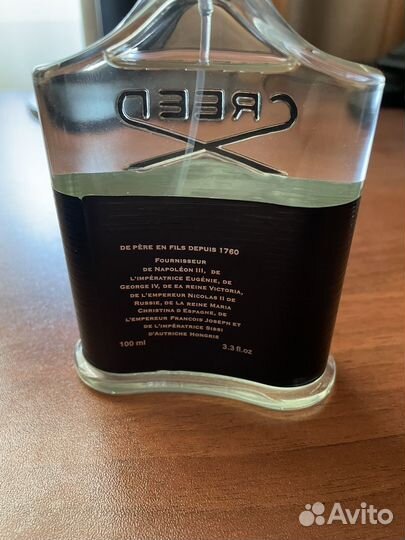 CREED
DE PÈRE EN FILS DEPUIS 1760
FOURNISSEUR
DE NAPOLÉON III, DE
L'IMPÉRATRICE EUGÉNIE, DE
GEORGE IV, DE LA REINE VICTORIA,
DE L'EMPEREUR NICOLAS II DE
RUSSIE, DE LA REINE MARIA
CHRISTINA D'ESPAGNE, DE
L'EMPEREUR FRANCOIS JOSEPH ET
DE L'IMPÉRATRICE SISSI
D'AUTRICHE HONGRIE
100 ml 3.3 fl.oz
Avito